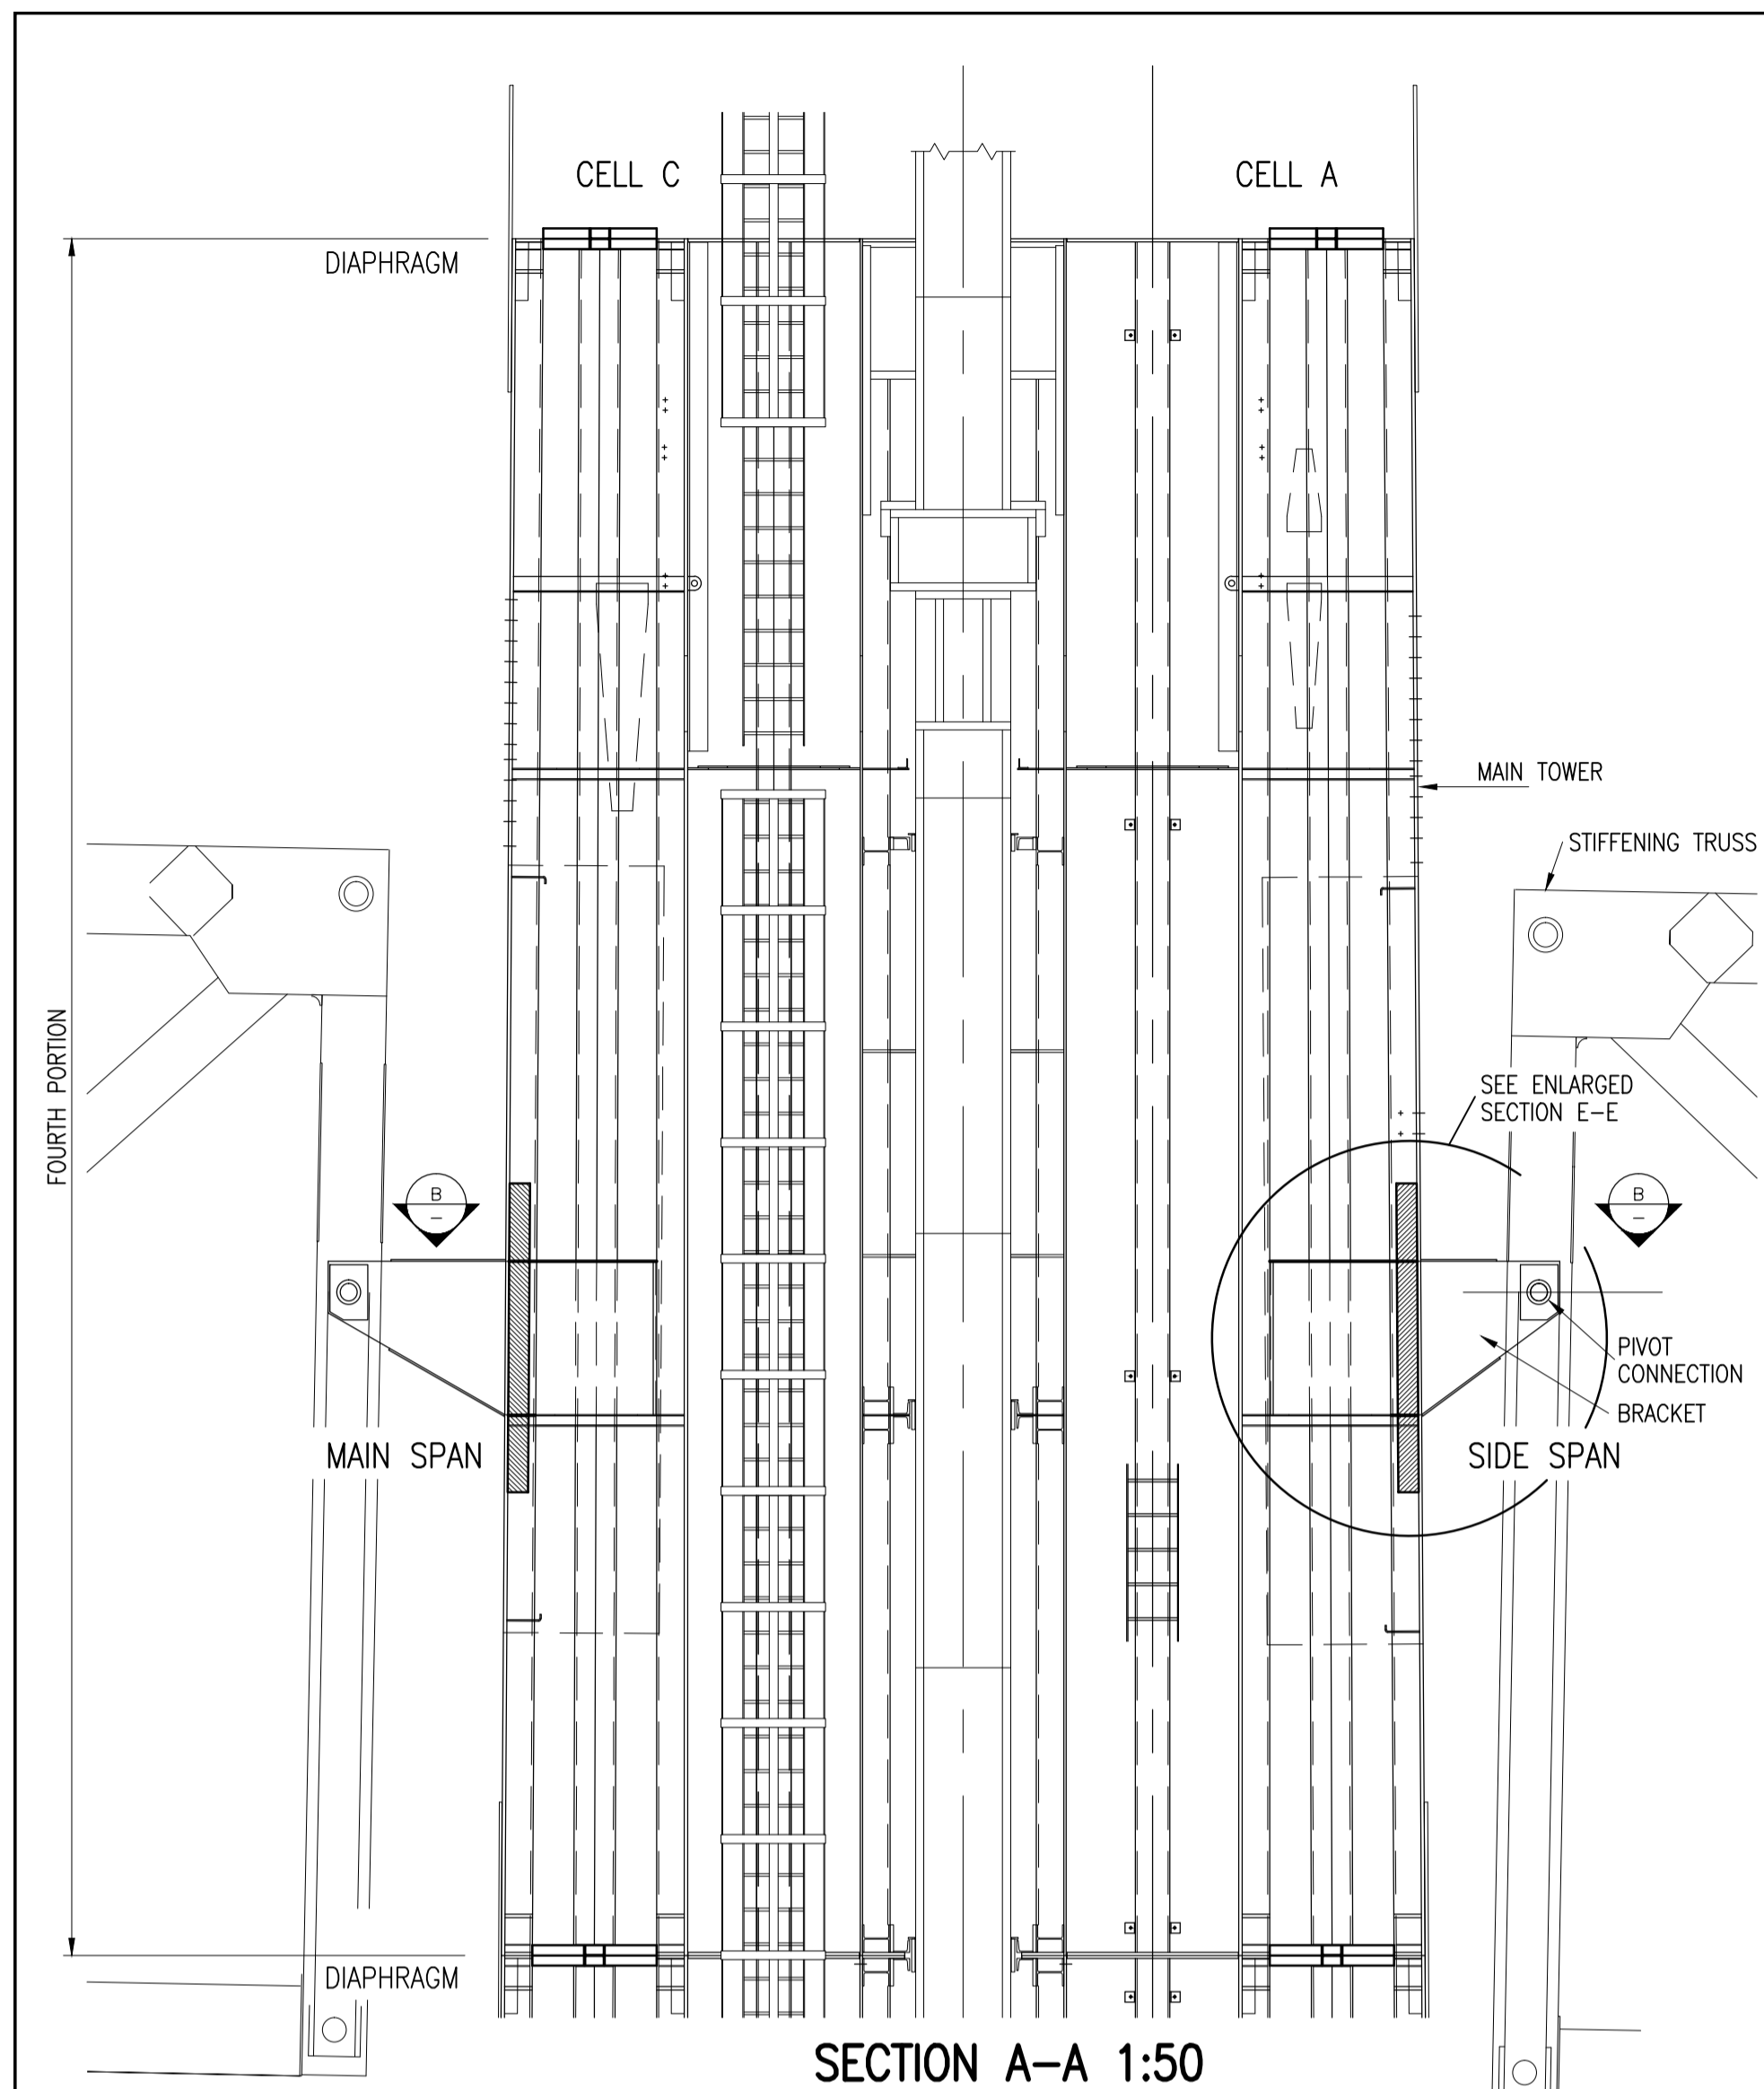 CELL C
CELL A
DIAPHRAGM
MAIN TOWER
STIFFENING TRUSS
FOURTH PORTION
SEE ENLARGED
SECTION E-E
B
-
B
-
PIVOT
CONNECTION
BRACKET
MAIN SPAN
SIDE SPAN
DIAPHRAGM
SECTION A-A 1:50